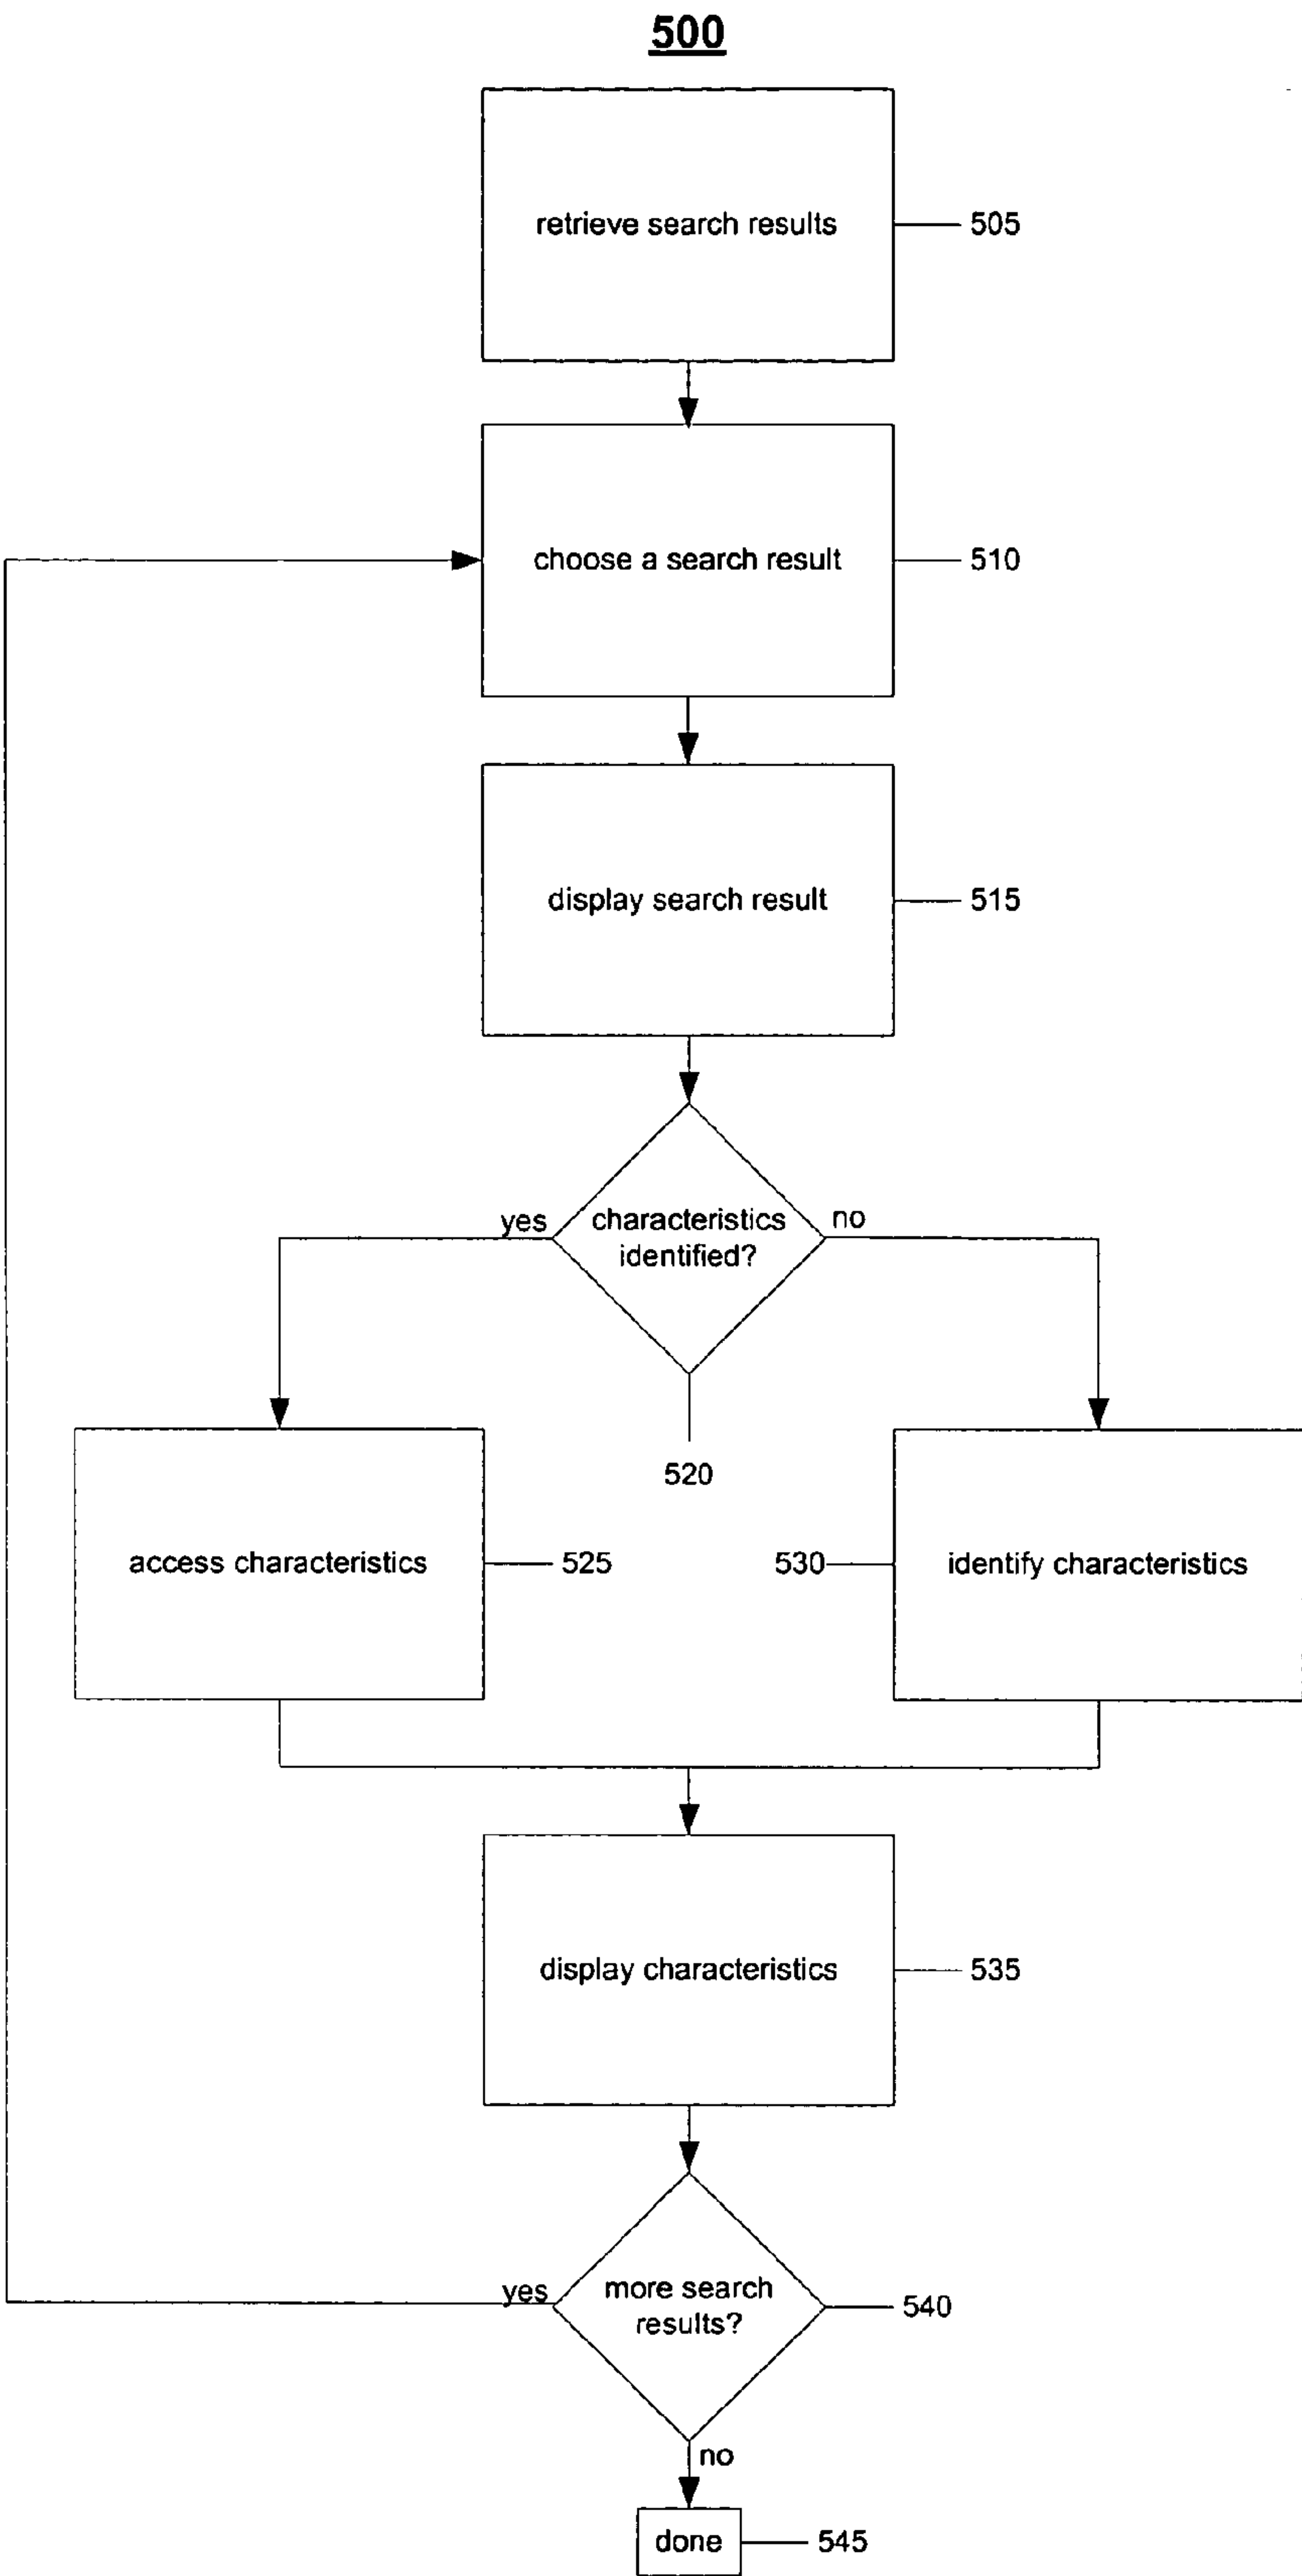 500
retrieve search results
505
choose a search result
510
display search result
515
yes
characteristics
identified?
no
520
access characteristics
525
530
identify characteristics
display characteristics
535
yes
more search
results?
540
no
done
545